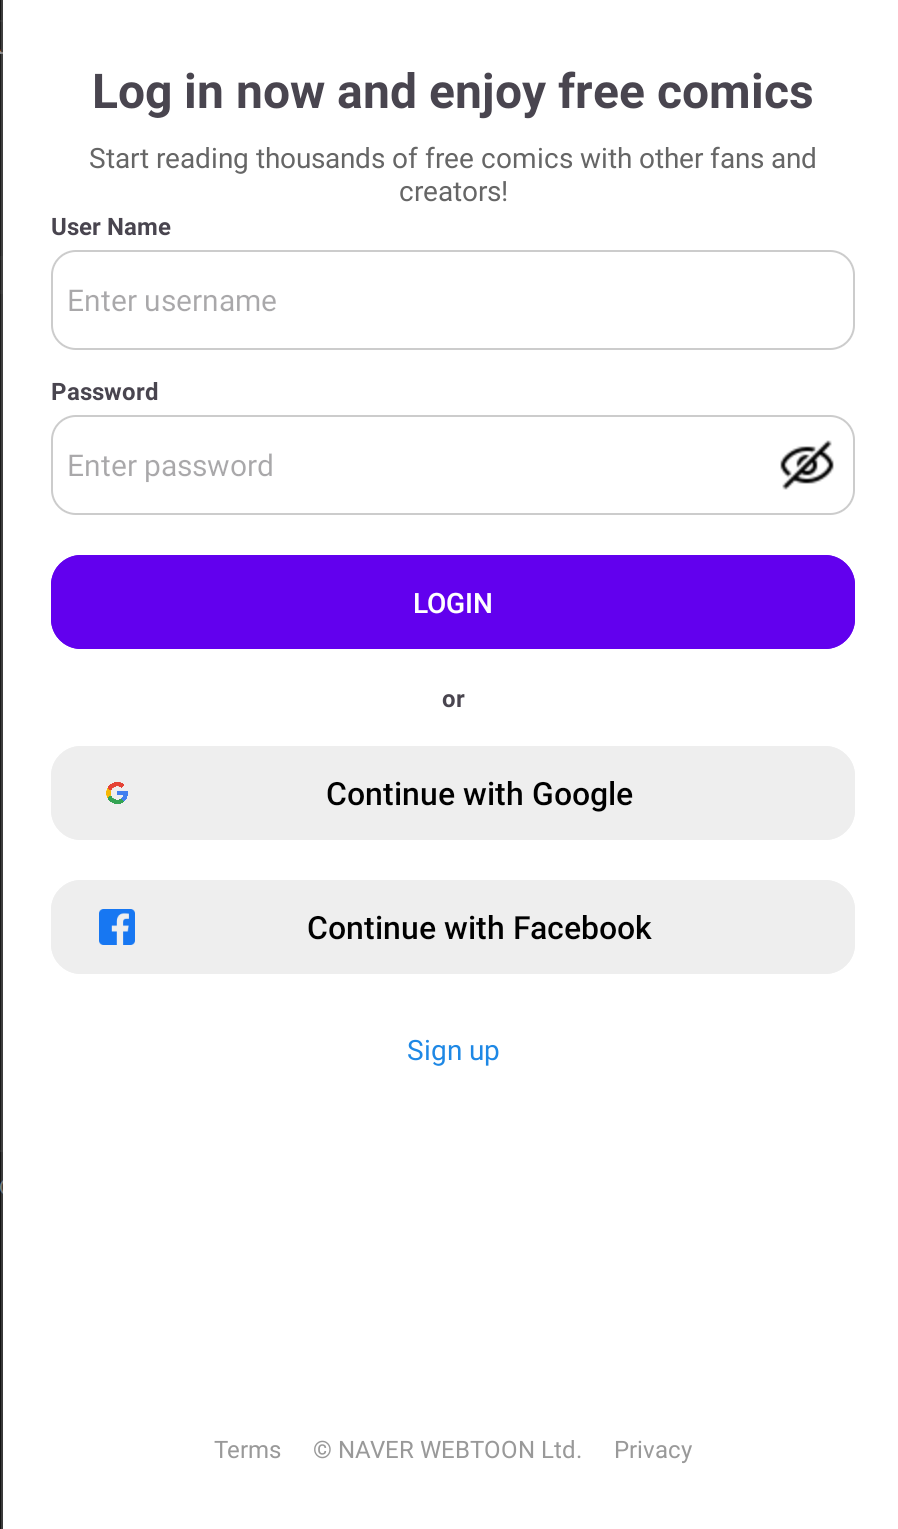 Log in now and enjoy free comics
Start reading thousands of free comics with other fans and
creators!
User Name
Enter username
Password
Enter password
LOGIN
or
Continue with Google
Continue with Facebook
Sign up
Terms © NAVER WEBTOON Ltd. Privacy